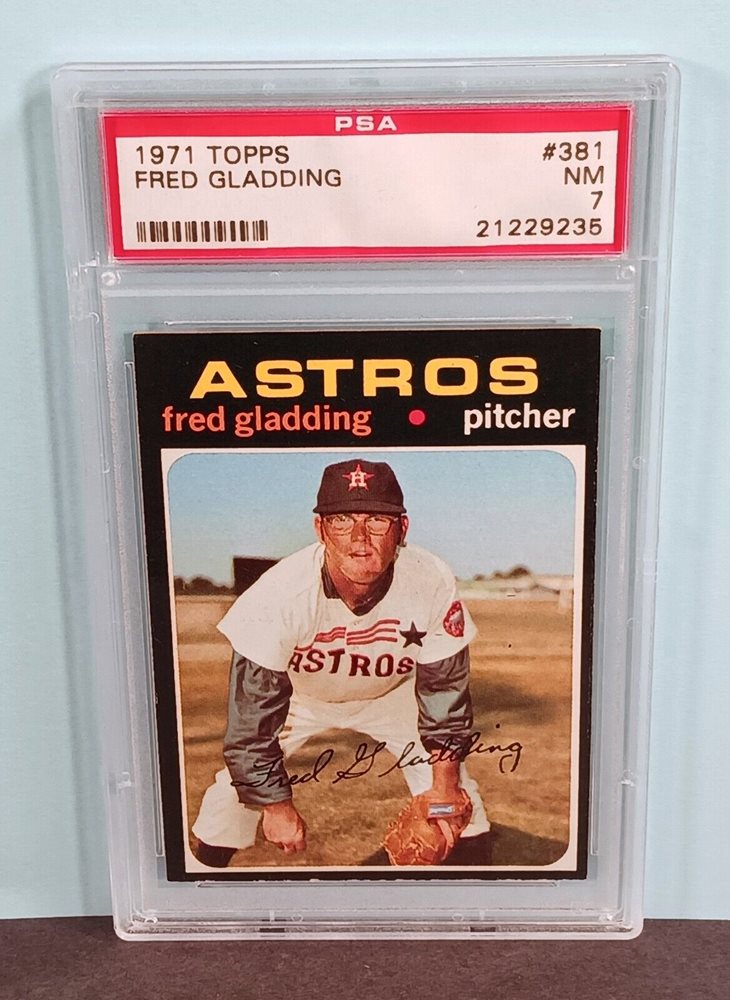 PSA
1971 TOPPS #381
FRED GLADDING NM
7
21229235
ASTROS
fred gladding • pitcher
H
ASTROS
Fred Gladding